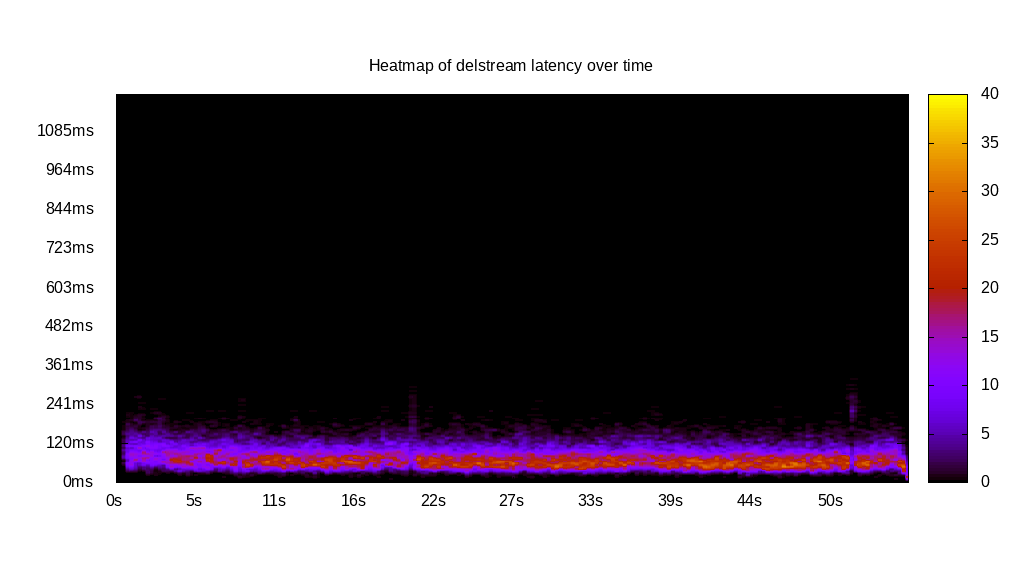 Heatmap of delstream latency over time
1085ms
964ms
844ms
723ms
603ms
482ms
361ms
241ms
120ms
0ms
0s 5s 11s 16s 22s 27s 33s 39s 44s 50s
40
35
30
25
20
15
10
5
0